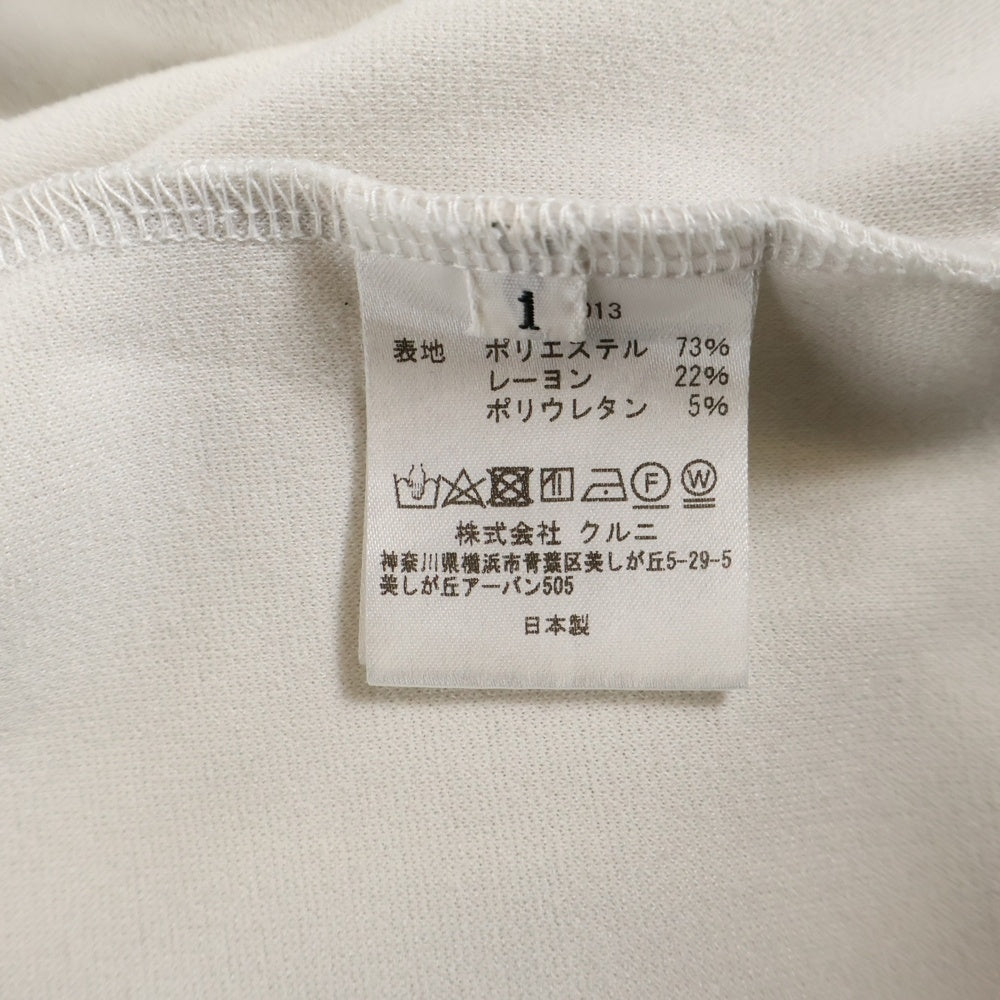 1
013
表地 ポリエステル 73%
レーヨン 22%
ポリウレタン 5%
F W
株式会社 クルニ
神奈川県横浜市青葉区美しが丘5-29-5
美しが丘アーバン505
日本製